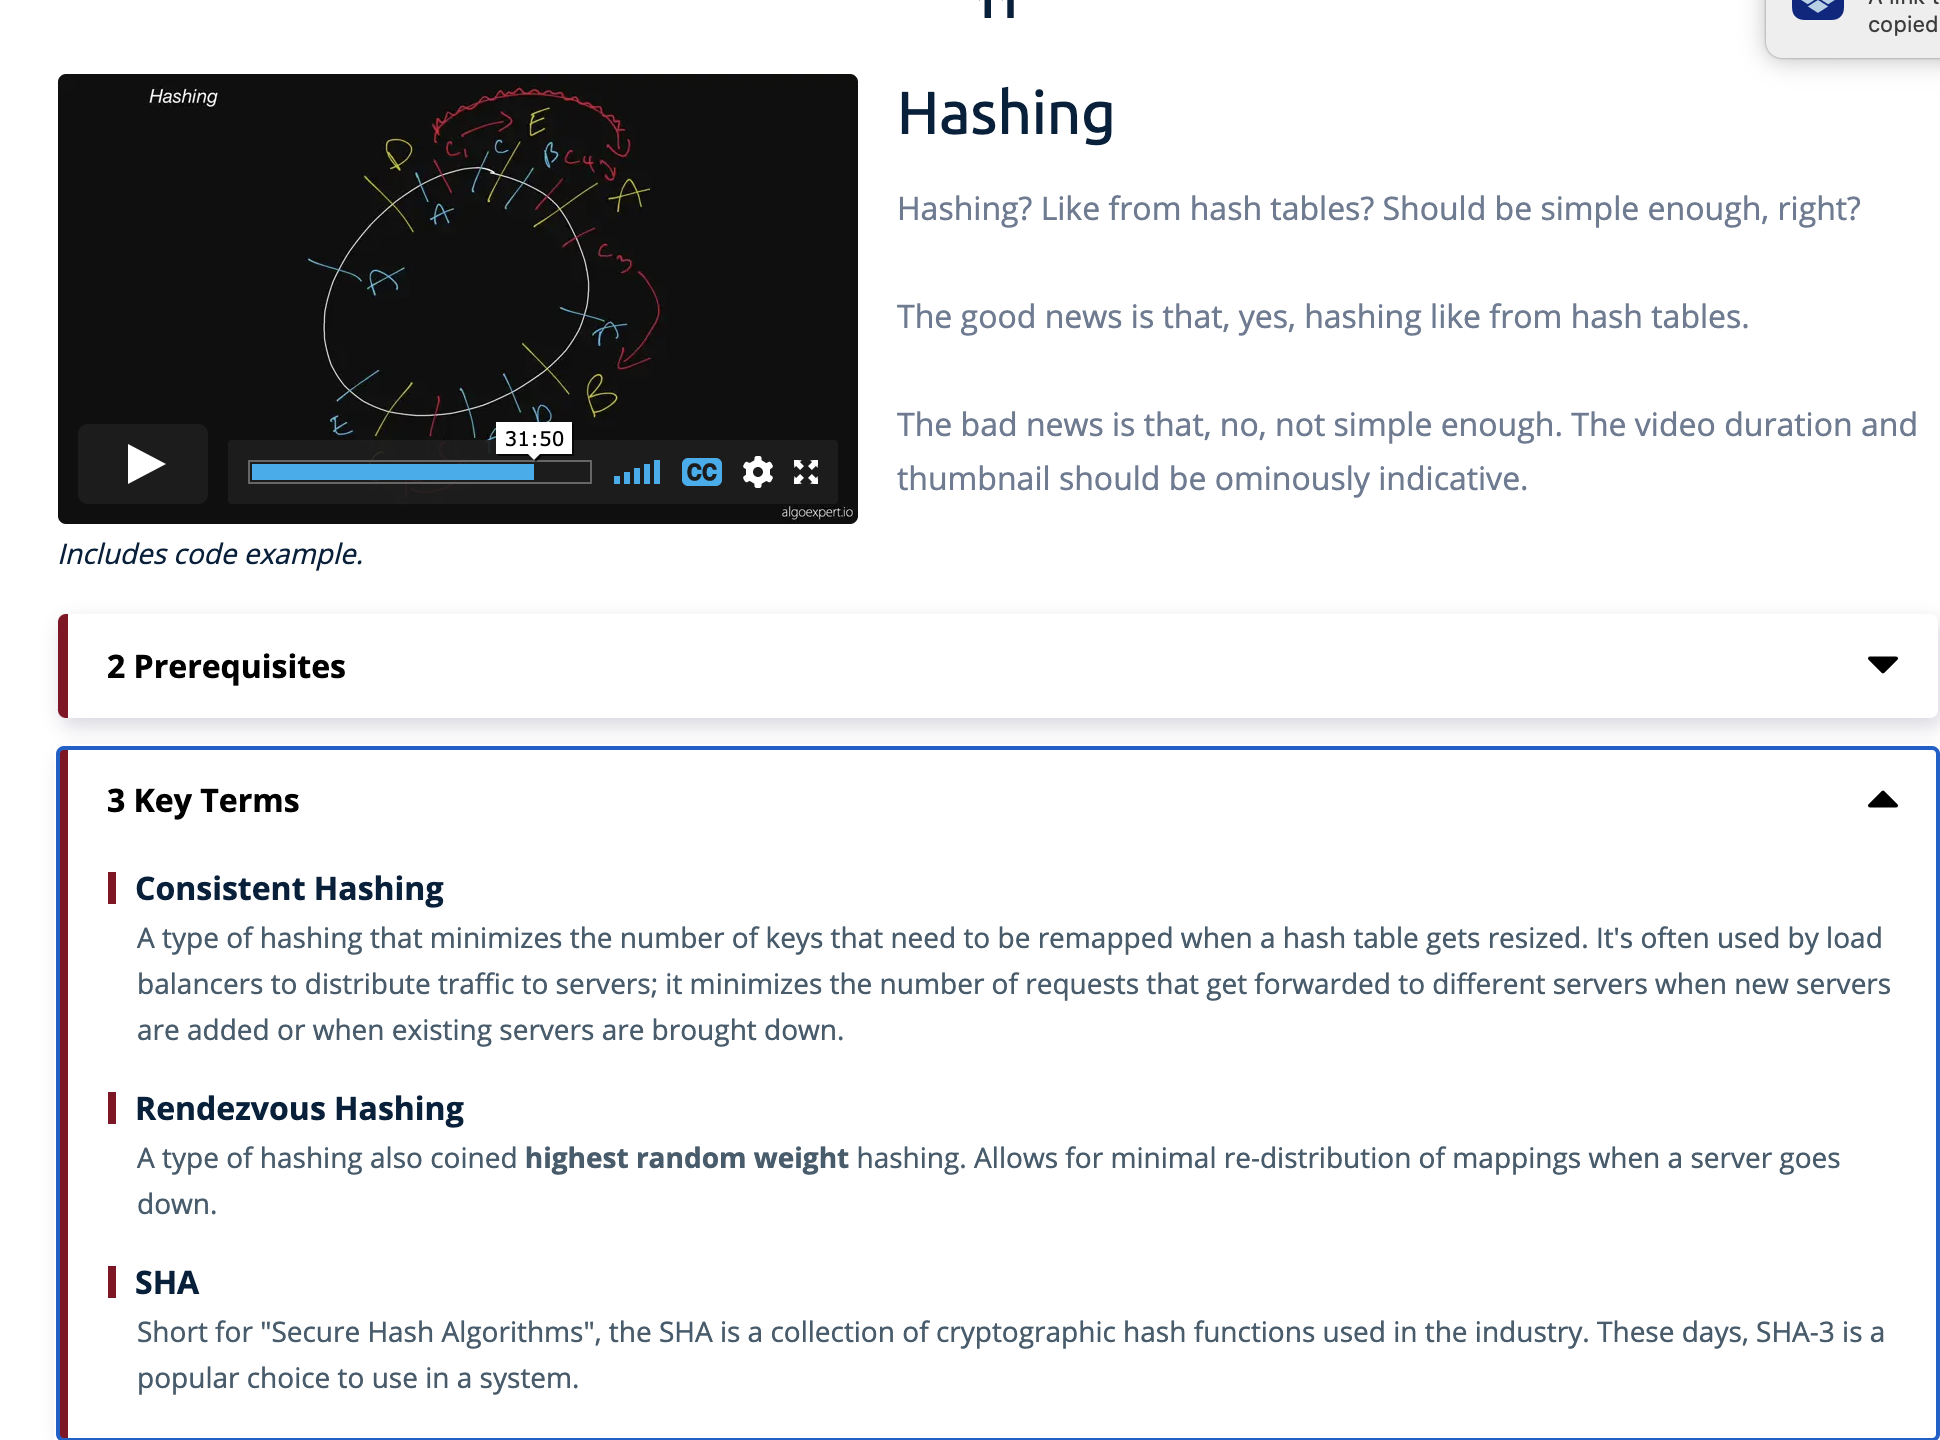 copied
Hashing
D
C1
C
E
B
C4
A
A
A
C3
A
B
E
D
31:50
CC
algoexpert.io
Includes code example.
Hashing
Hashing? Like from hash tables? Should be simple enough, right?
The good news is that, yes, hashing like from hash tables.
The bad news is that, no, not simple enough. The video duration and
thumbnail should be ominously indicative.
2 Prerequisites
3 Key Terms
Consistent Hashing
A type of hashing that minimizes the number of keys that need to be remapped when a hash table gets resized. It's often used by load
balancers to distribute traffic to servers; it minimizes the number of requests that get forwarded to different servers when new servers
are added or when existing servers are brought down.
Rendezvous Hashing
A type of hashing also coined highest random weight hashing. Allows for minimal re-distribution of mappings when a server goes
down.
SHA
Short for "Secure Hash Algorithms", the SHA is a collection of cryptographic hash functions used in the industry. These days, SHA-3 is a
popular choice to use in a system.